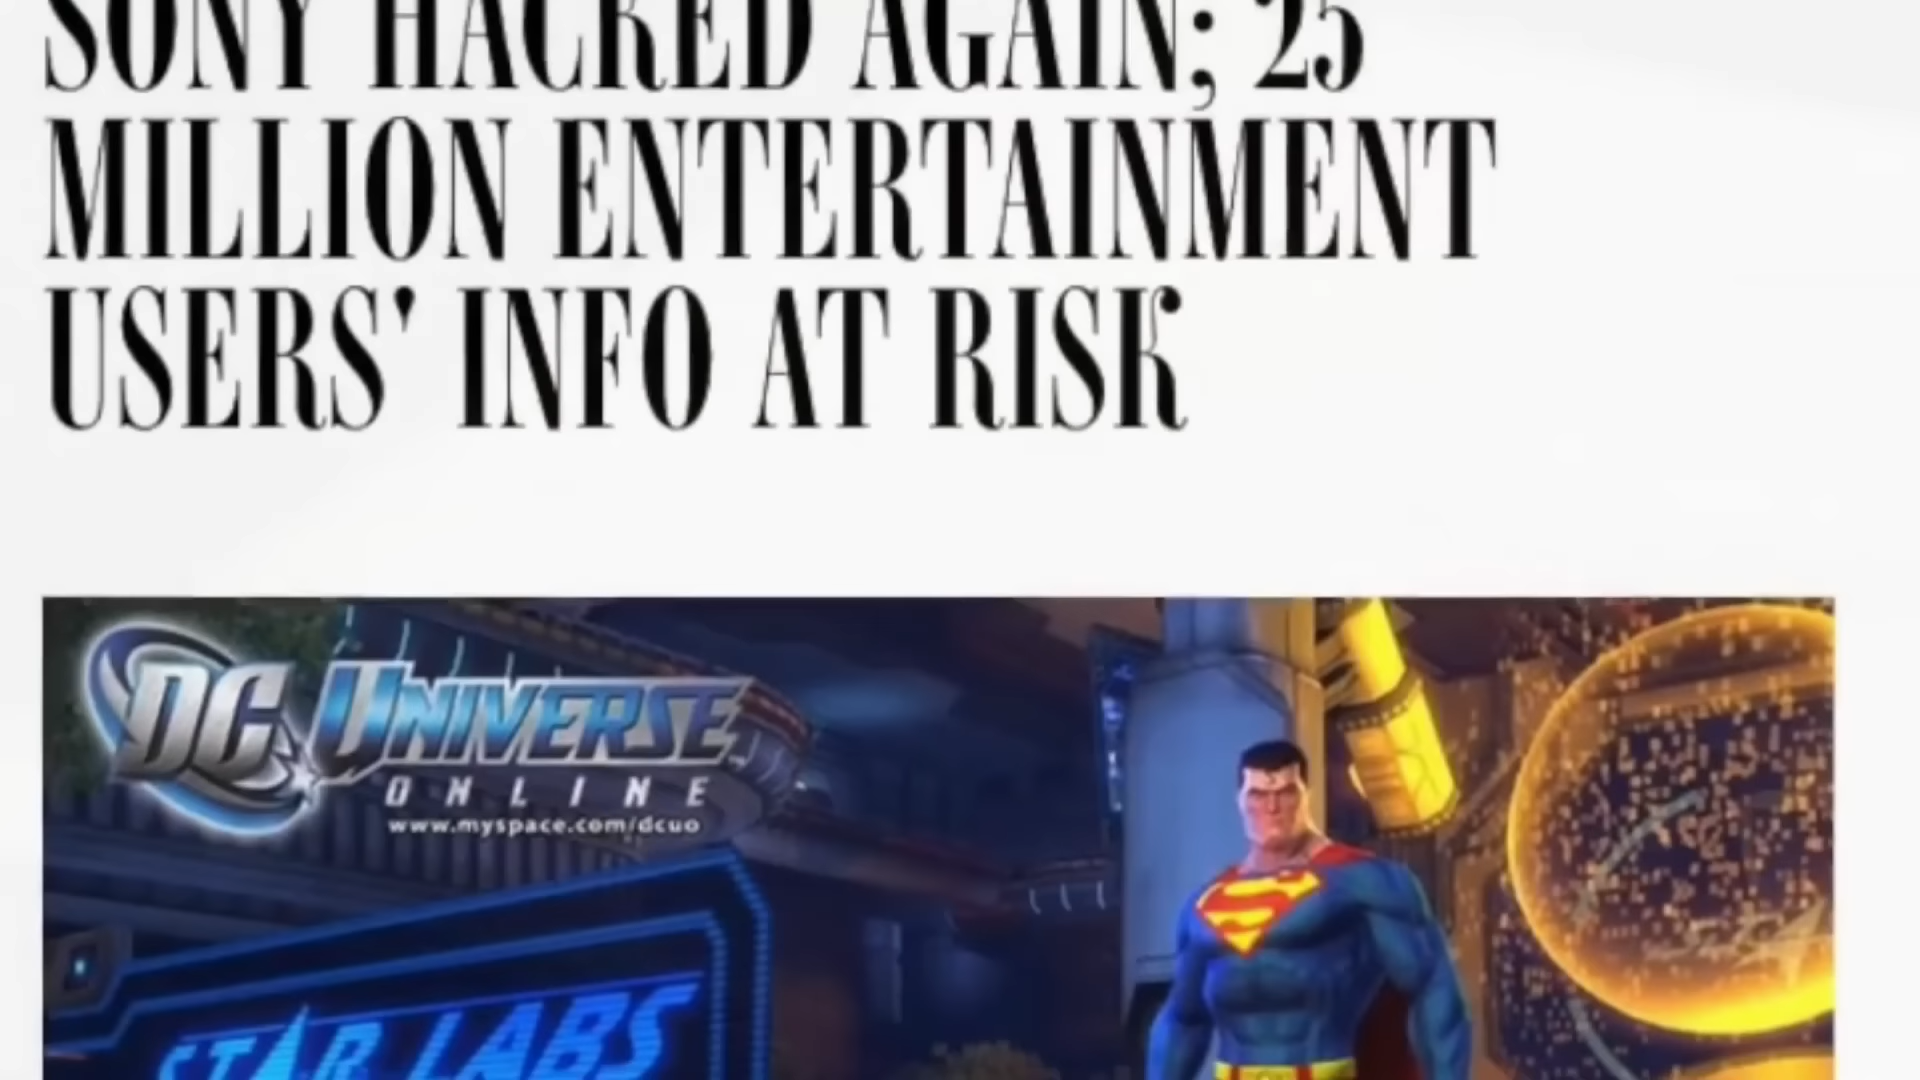 SONY HACKED AGAIN; 25
MILLION ENTERTAINMENT
USERS' INFO AT RISK
DC UNIVERSE
ONLINE
www.myspace.com/dcuo
STAR LABS